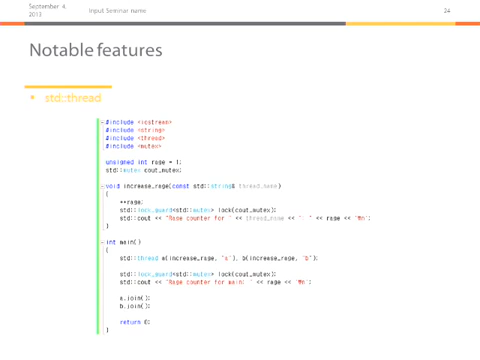 September 4, 2013
Input Seminar name
24
Notable features
• std::thread
#include <iostream>
#include <string>
#include <thread>
#include <mutex>
unsigned int rage = 1;
std::mutex cout_mutex;
void increase_rage(const std::string& thread_name)
{
++rage;
std::lock_guard<std::mutex> lock(cout_mutex);
std::cout << "Rage counter for " << thread_name << ": " << rage << '₩n';
}
int main()
{
std::thread a(increase_rage, "a"), b(increase_rage, "b");
std::lock_guard<std::mutex> lock(cout_mutex);
std::cout << "Rage counter for main: " << rage << '₩n';
a.join();
b.join();
return 0;
}